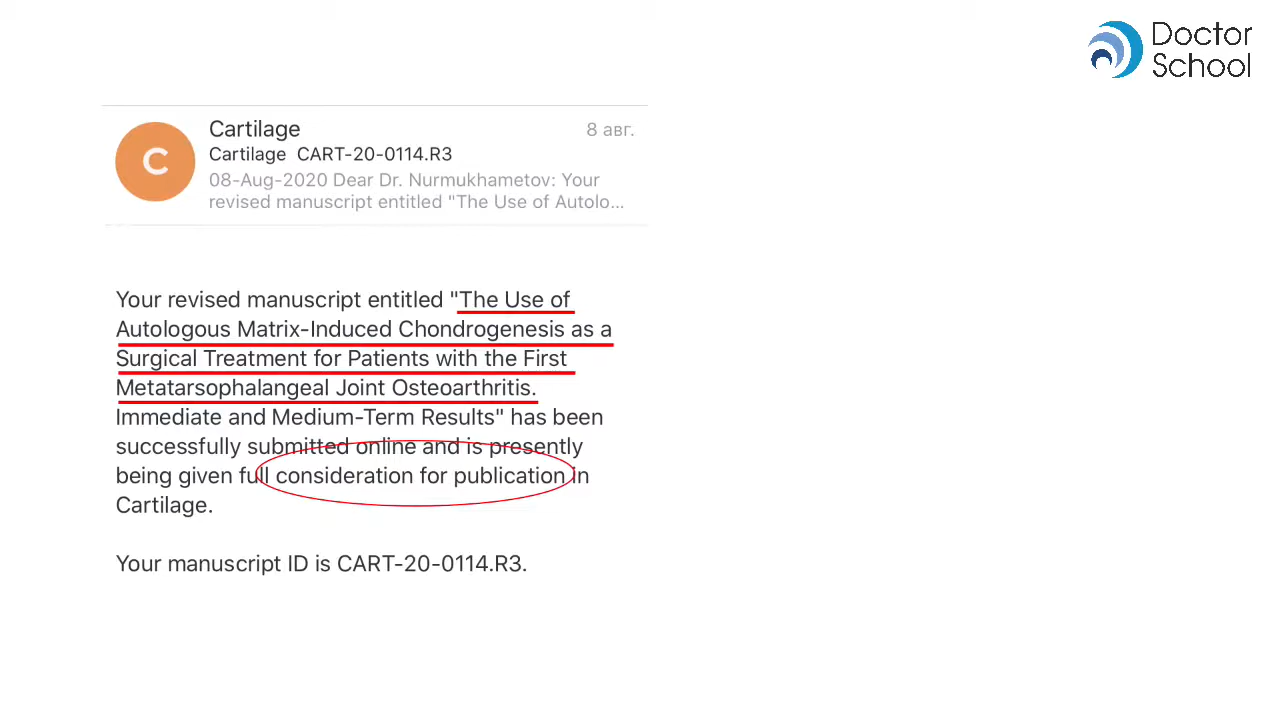 Doctor
School
C
Cartilage
8 авг.
Cartilage CART-20-0114.R3
08-Aug-2020 Dear Dr. Nurmukhametov: Your
revised manuscript entitled "The Use of Autolo...
Your revised manuscript entitled "The Use of
Autologous Matrix-Induced Chondrogenesis as a
Surgical Treatment for Patients with the First
Metatarsophalangeal Joint Osteoarthritis.
Immediate and Medium-Term Results" has been
successfully submitted online and is presently
being given full consideration for publication in
Cartilage.
Your manuscript ID is CART-20-0114.R3.